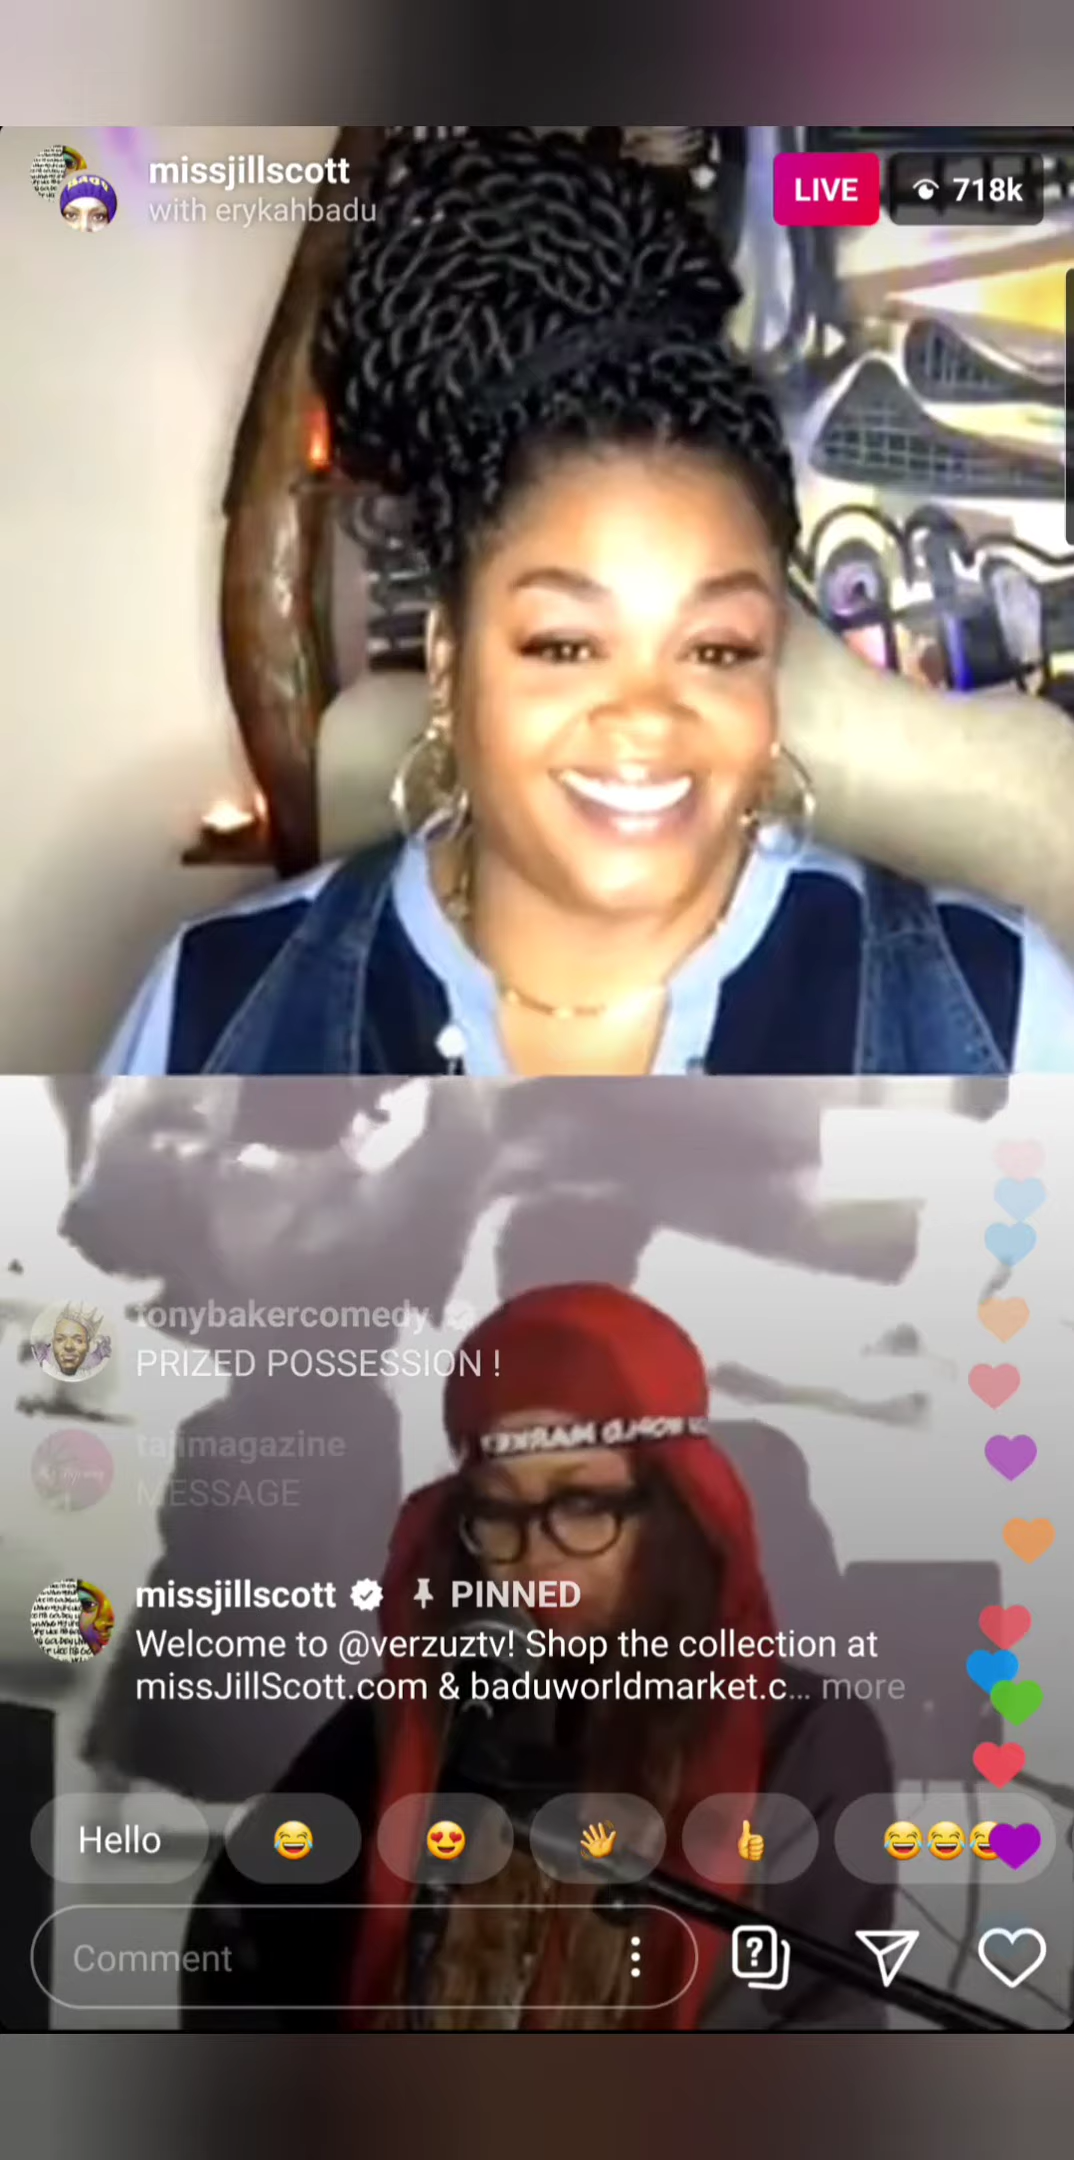 missjillscott
with erykahbadu
LIVE
718k
tonybakercomedy
PRIZED POSSESSION !
tajimagazine
MESSAGE
missjillscott PINNED
Welcome to @verzuztv! Shop the collection at
missJillScott.com & baduworldmarket.c... more
Hello
Comment